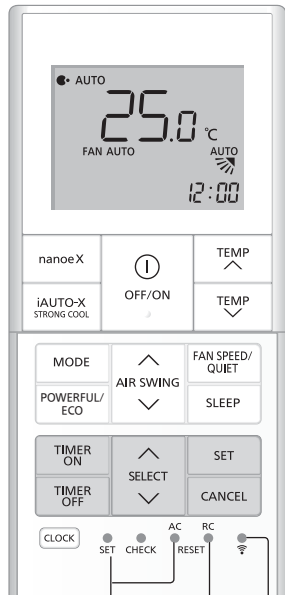 AUTO
25.0 °C
FAN AUTO AUTO
12:00
nanoe X
OFF/ON
TEMP
iAUTO-X
STRONG COOL
TEMP
MODE
AIR SWING
FAN SPEED/
QUIET
POWERFUL/
ECO
SLEEP
TIMER
ON
SELECT
SET
TIMER
OFF
CANCEL
CLOCK
AC RC
SET CHECK RESET